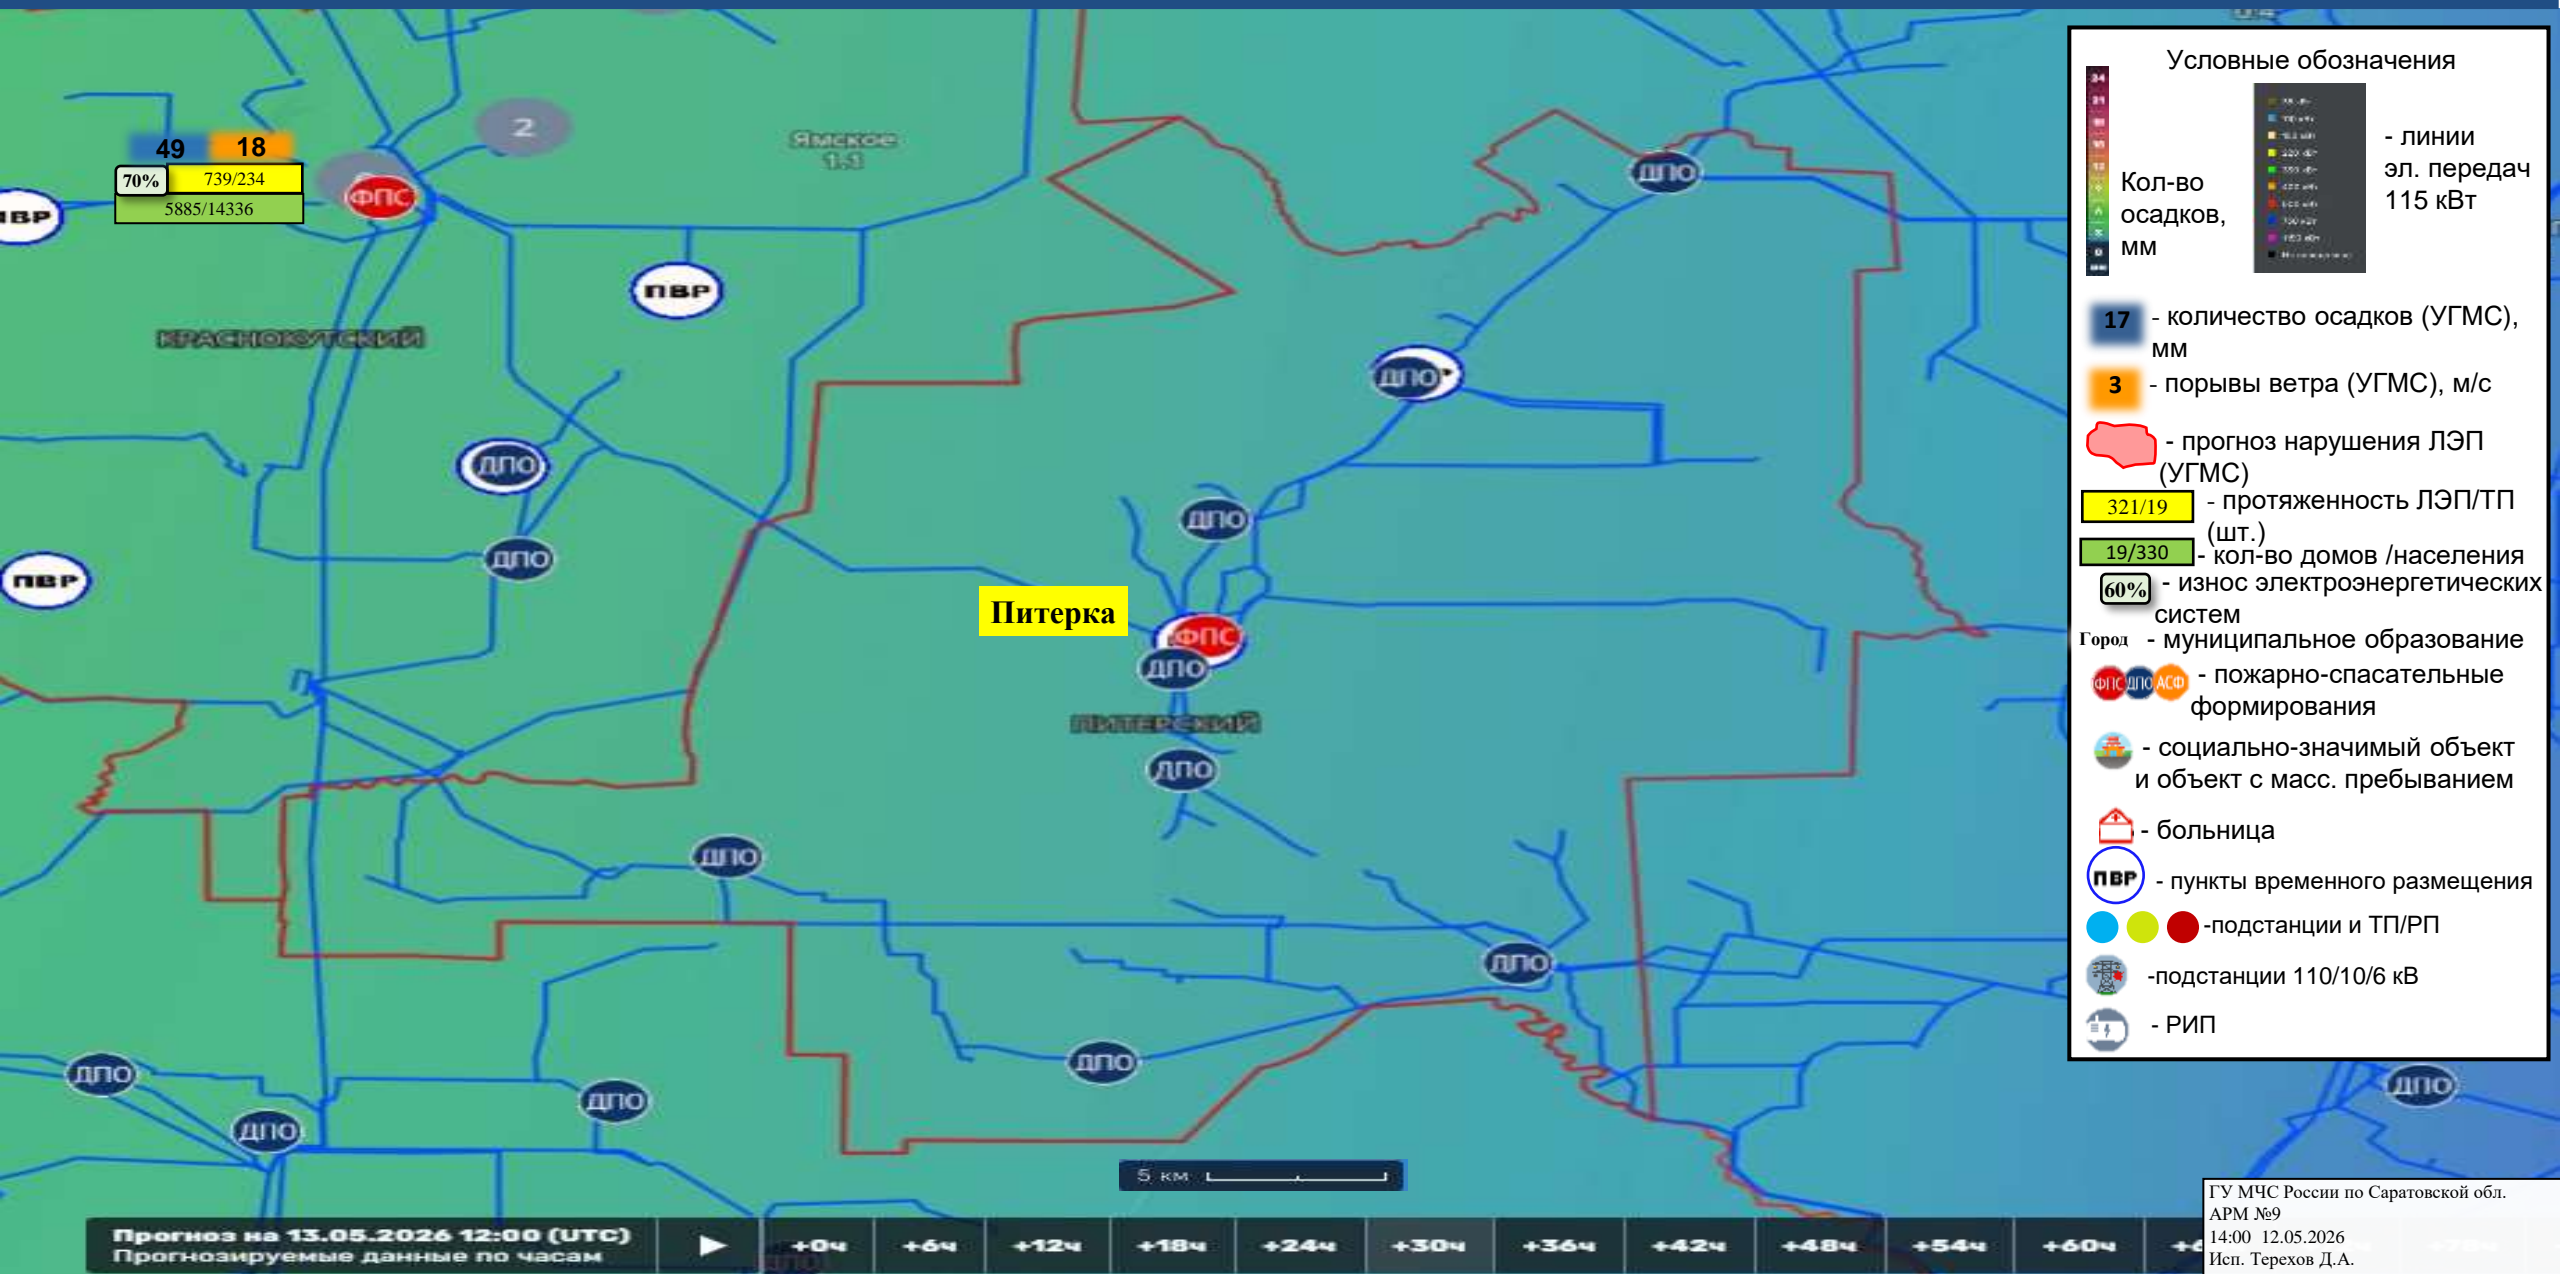 Ямское
1.1
2
49 18
70% 739/234
5885/14336
ФПС
ПВР
ПВР
ДПО
КРАСНОКУТСКИЙ
ДПО
ДПО
ДПО
ДПО
ПВР
Питерка
ФПС
ДПО
ПИТЕРСКИЙ
ДПО
ДПО
ДПО
ДПО
ДПО
ДПО
ДПО
ДПО
5 км
Прогноз на 13.05.2026 12:00 (UTC)
Прогнозируемые данные по часам
+0ч +6ч +12ч +18ч +24ч +30ч +36ч +42ч +48ч +54ч +60ч
Условные обозначения
Кол-во
осадков,
мм
- линии
эл. передач
115 кВт
17 - количество осадков (УГМС),
мм
3 - порывы ветра (УГМС), м/с
- прогноз нарушения ЛЭП
(УГМС)
321/19 - протяженность ЛЭП/ТП
(шт.)
19/330 - кол-во домов /населения
60% - износ электроэнергетических
систем
Город - муниципальное образование
ФПС ДПО АСФ - пожарно-спасательные
формирования
- социально-значимый объект
и объект с масс. пребыванием
- больница
ПВР - пункты временного размещения
-подстанции и ТП/РП
-подстанции 110/10/6 кВ
- РИП
ДПО
ГУ МЧС России по Саратовской обл.
АРМ №9
14:00 12.05.2026
Исп. Терехов Д.А.